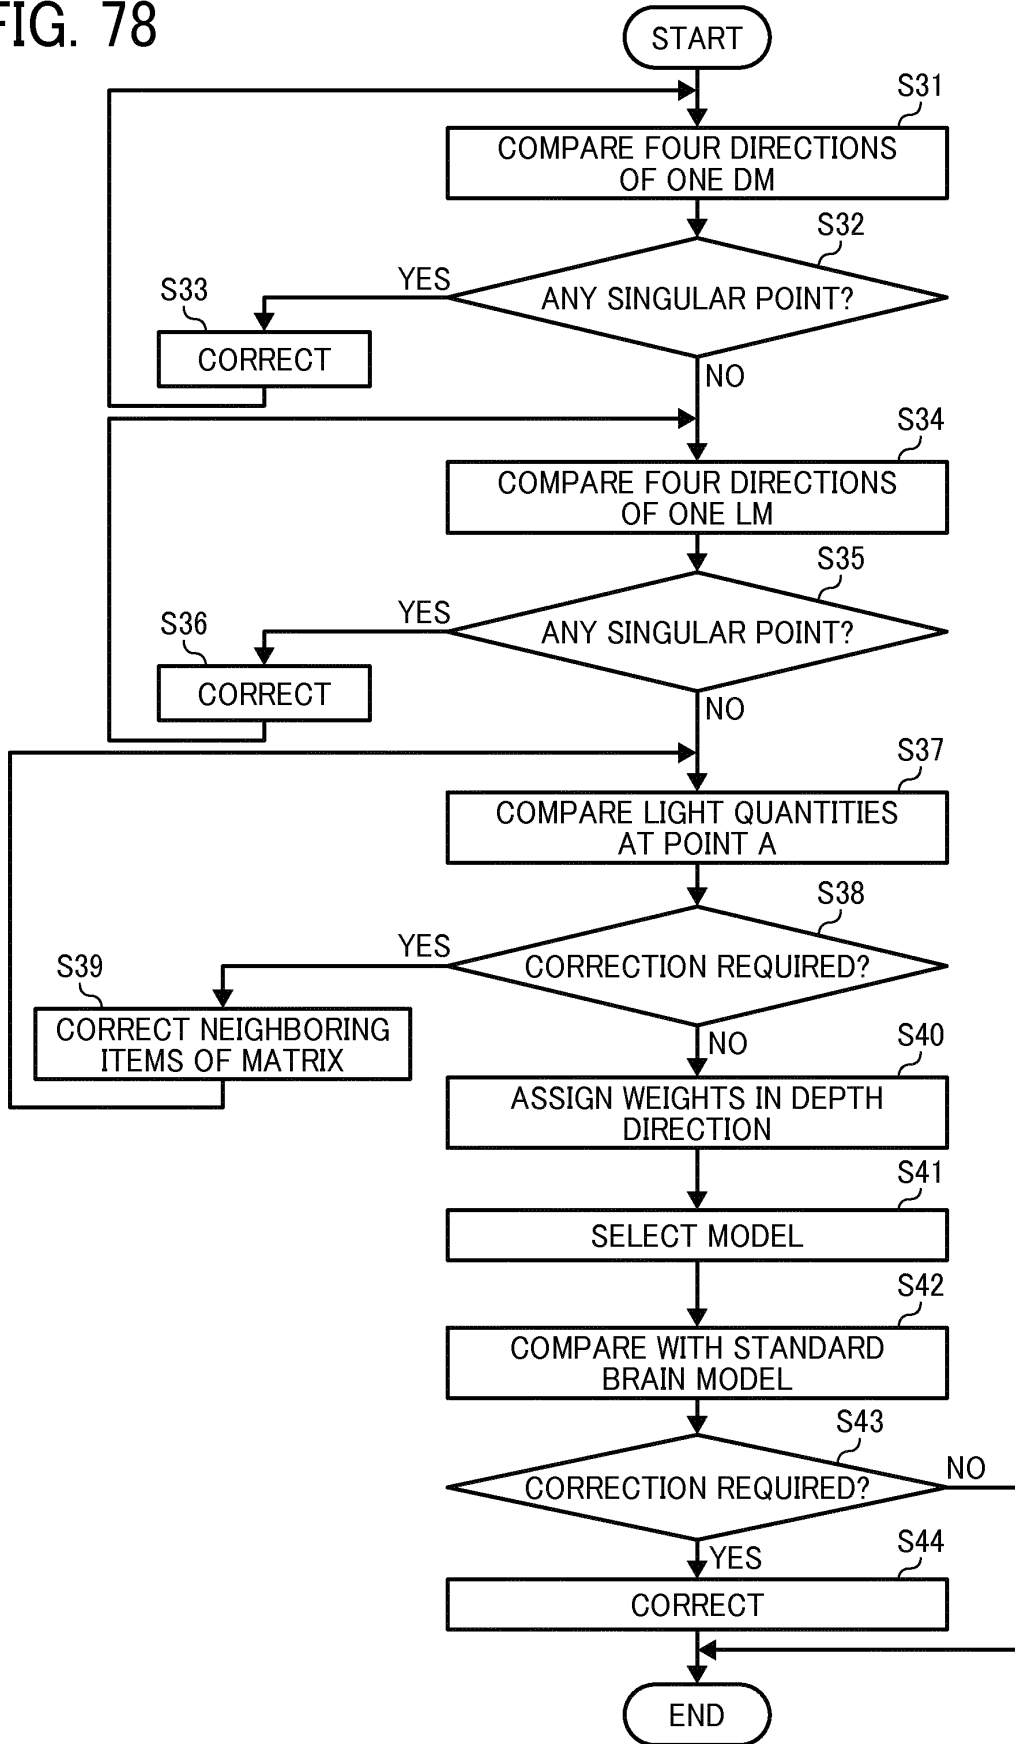 FIG. 78
START
S31
COMPARE FOUR DIRECTIONS
OF ONE DM
S32
YES
ANY SINGULAR POINT?
S33
CORRECT
NO
S34
COMPARE FOUR DIRECTIONS
OF ONE LM
S35
YES
ANY SINGULAR POINT?
S36
CORRECT
NO
S37
COMPARE LIGHT QUANTITIES
AT POINT A
S38
YES
CORRECTION REQUIRED?
S39
CORRECT NEIGHBORING
ITEMS OF MATRIX
NO
S40
ASSIGN WEIGHTS IN DEPTH
DIRECTION
S41
SELECT MODEL
S42
COMPARE WITH STANDARD
BRAIN MODEL
S43
CORRECTION REQUIRED?
NO
YES
S44
CORRECT
END